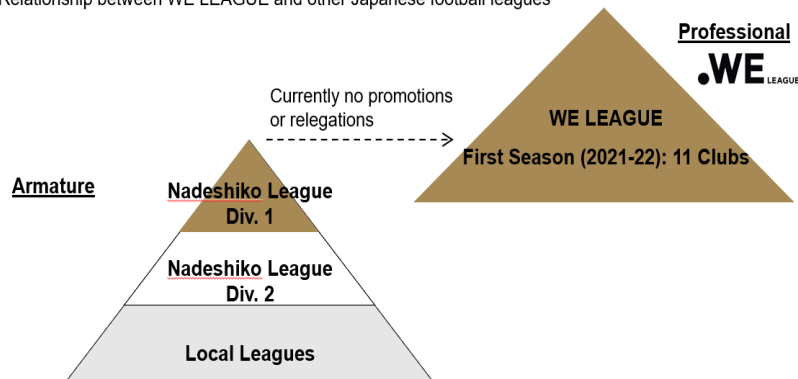 Relationship between WE LEAGUE and other Japanese football leagues
Professional
.WE LEAGUE
Currently no promotions
or relegations
WE LEAGUE
First Season (2021-22): 11 Clubs
Armature
Nadeshiko League
Div. 1
Nadeshiko League
Div. 2
Local Leagues